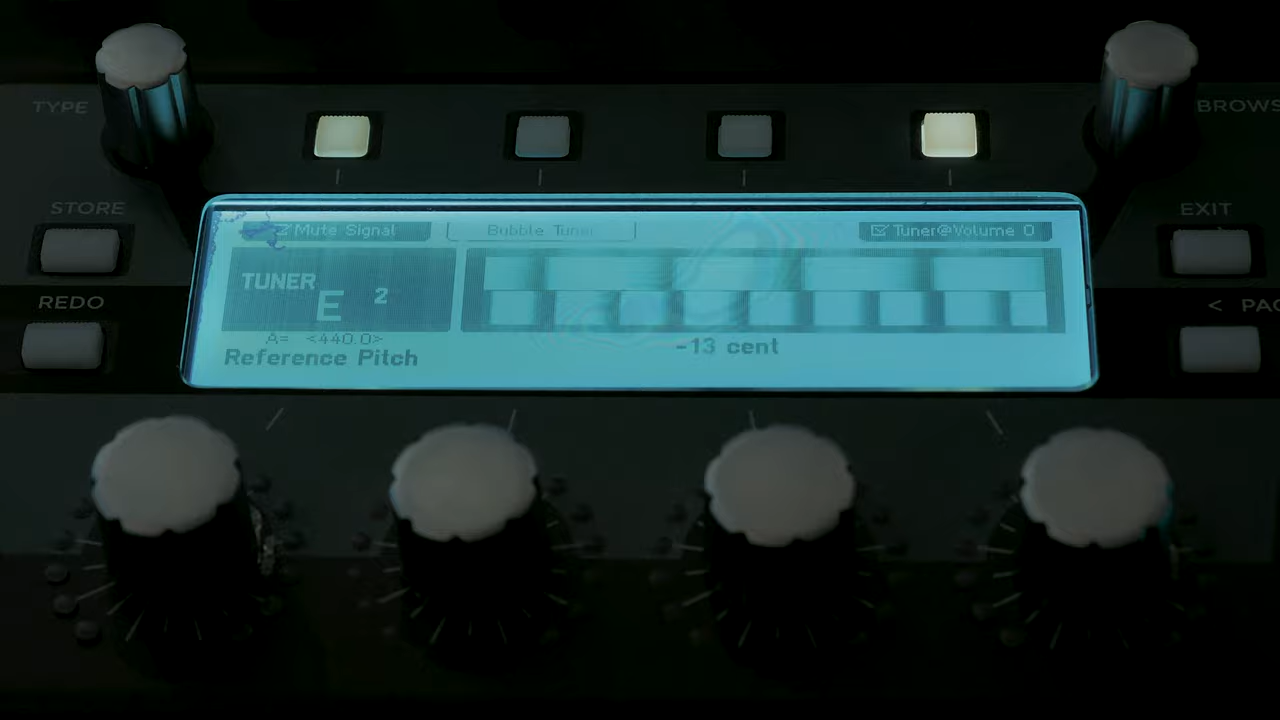 TYPE
BROWS
STORE
EXIT
Mute Signal
Bubble Tuner
Tuner@Volume 0
TUNER
E 2
REDO
< PAG
A= <440.0>
-13 cent
Reference Pitch